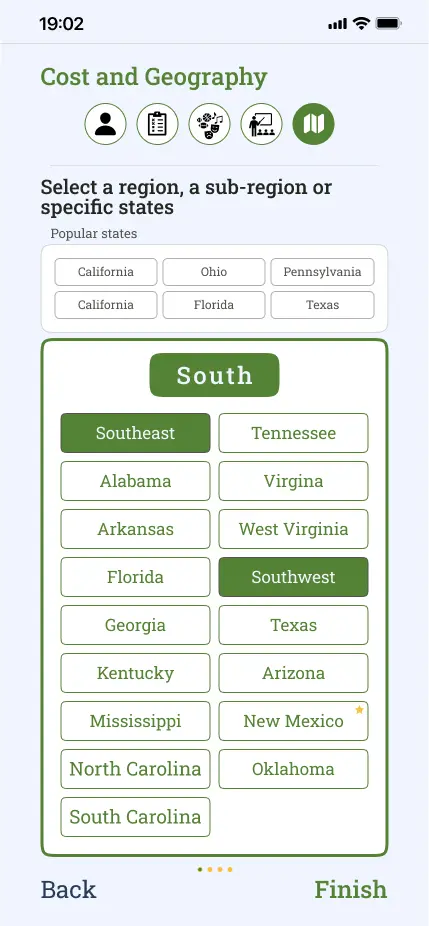 19:02
Cost and Geography
Select a region, a sub-region or
specific states
Popular states
California Ohio Pennsylvania
California Florida Texas
South
Southeast Tennessee
Alabama Virgina
Arkansas West Virginia
Florida Southwest
Georgia Texas
Kentucky Arizona
Mississippi New Mexico
North Carolina Oklahoma
South Carolina
Back Finish